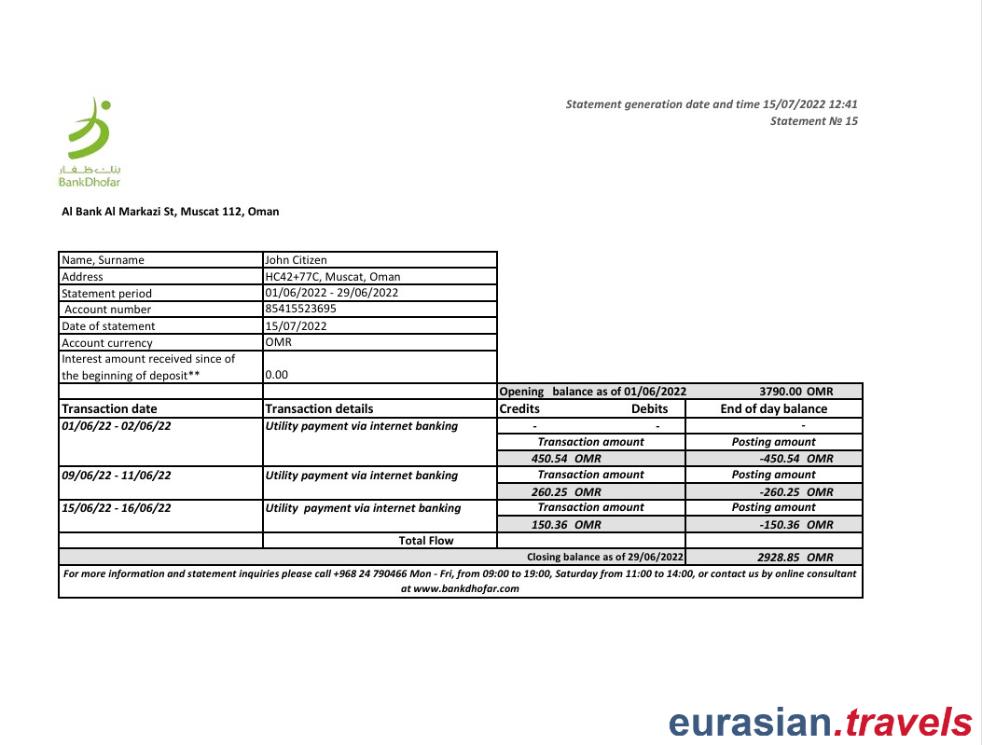 Statement generation date and time 15/07/2022 12:41
Statement № 15
بنك ظفار
BankDhofar
Al Bank Al Markazi St, Muscat 112, Oman
Name, Surname John Citizen
Address HC42+77C, Muscat, Oman
Statement period 01/06/2022 - 29/06/2022
Account number 85415523695
Date of statement 15/07/2022
Account currency OMR
Interest amount received since of
the beginning of deposit** 0.00
Opening balance as of 01/06/2022 3790.00 OMR
Transaction date Transaction details Credits Debits End of day balance
01/06/22 - 02/06/22 Utility payment via internet banking - - -
Transaction amount Posting amount
450.54 OMR -450.54 OMR
09/06/22 - 11/06/22 Utility payment via internet banking Transaction amount Posting amount
260.25 OMR -260.25 OMR
15/06/22 - 16/06/22 Utility payment via internet banking Transaction amount Posting amount
150.36 OMR -150.36 OMR
Total Flow
Closing balance as of 29/06/2022 2928.85 OMR
For more information and statement inquiries please call +968 24 790466 Mon - Fri, from 09:00 to 19:00, Saturday from 11:00 to 14:00, or contact us by online consultant
at www.bankdhofar.com
eurasian.travels